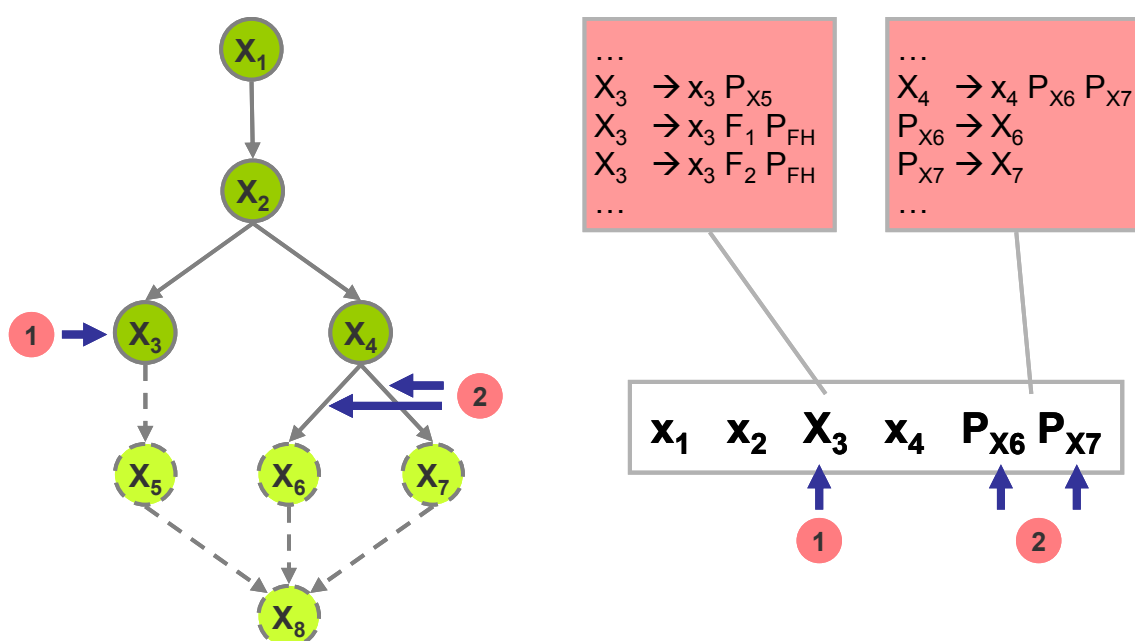 X1
X2
1
X3
X4
2
X5
X6
X7
X8
...
X3 → x3 PX5
X3 → x3 F1 PFH
X3 → x3 F2 PFH
...
...
X4 → x4 PX6 PX7
PX6 → X6
PX7 → X7
...
x1 x2 X3 x4 PX6 PX7
1
2